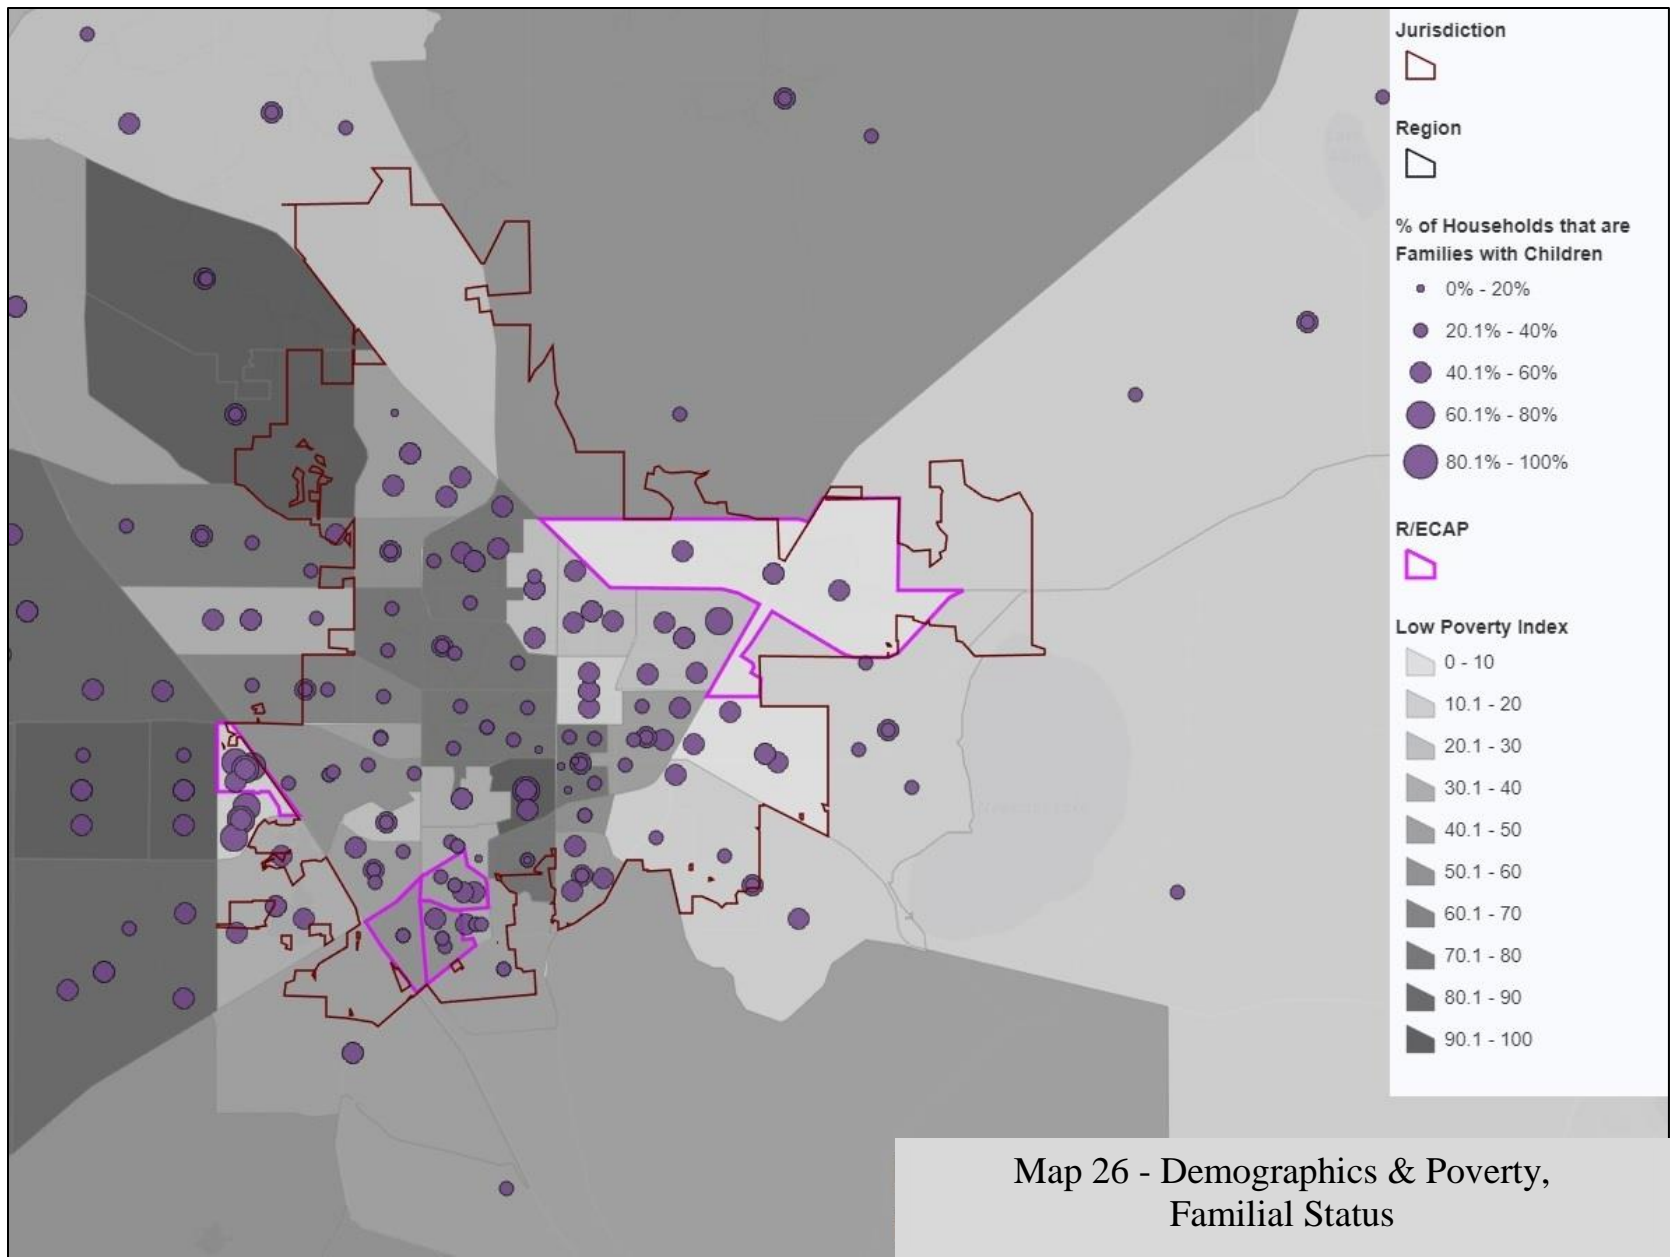 Jurisdiction
Region
% of Households that are
Families with Children
0% - 20%
20.1% - 40%
40.1% - 60%
60.1% - 80%
80.1% - 100%
R/ECAP
Low Poverty Index
0 - 10
10.1 - 20
20.1 - 30
30.1 - 40
40.1 - 50
50.1 - 60
60.1 - 70
70.1 - 80
80.1 - 90
90.1 - 100
Map 26 - Demographics & Poverty,
Familial Status